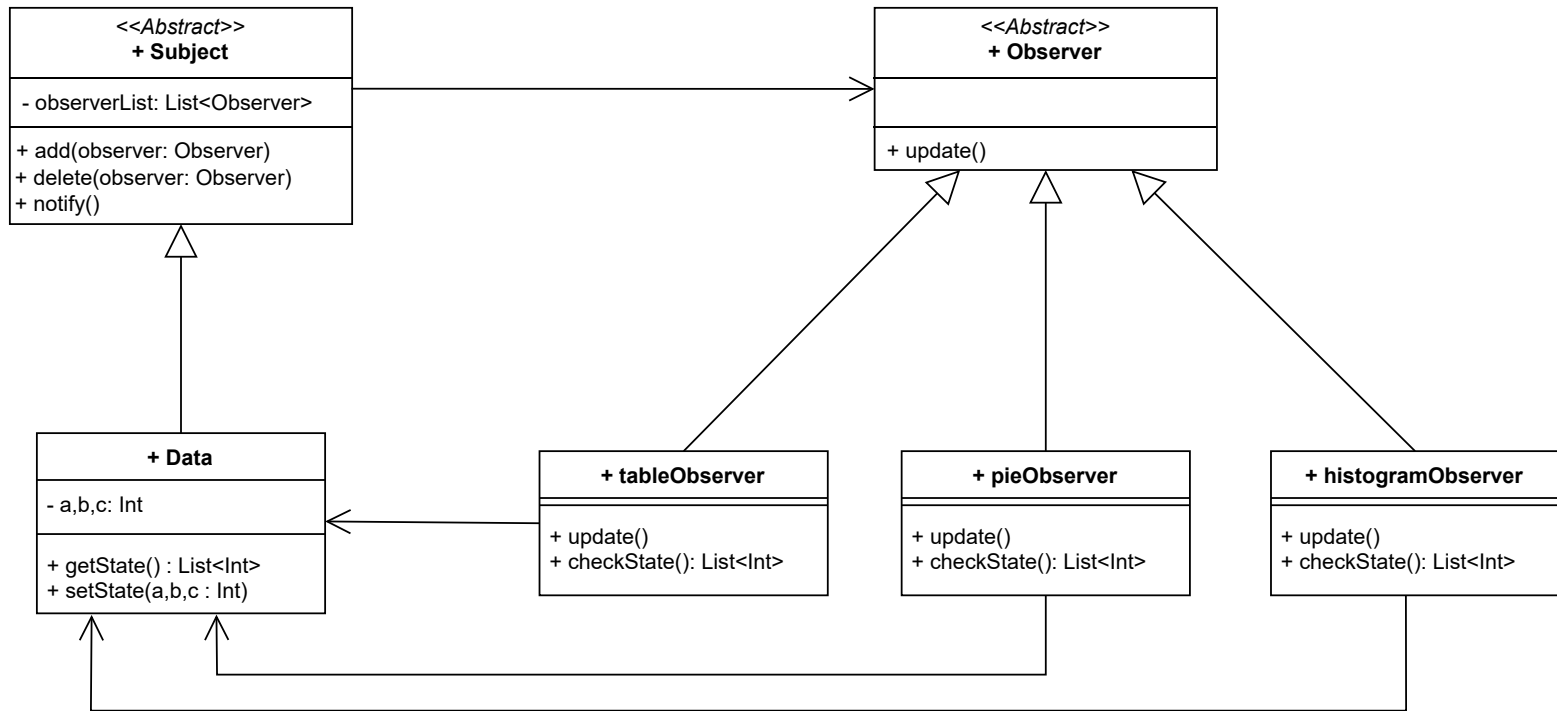 <<Abstract>>
+ Subject
- observerList: List<Observer>
+ add(observer: Observer)
+ delete(observer: Observer)
+ notify()
<<Abstract>>
+ Observer
+ update()
+ Data
- a,b,c: Int
+ getState() : List<Int>
+ setState(a,b,c : Int)
+ tableObserver
+ update()
+ checkState(): List<Int>
+ pieObserver
+ update()
+ checkState(): List<Int>
+ histogramObserver
+ update()
+ checkState(): List<Int>